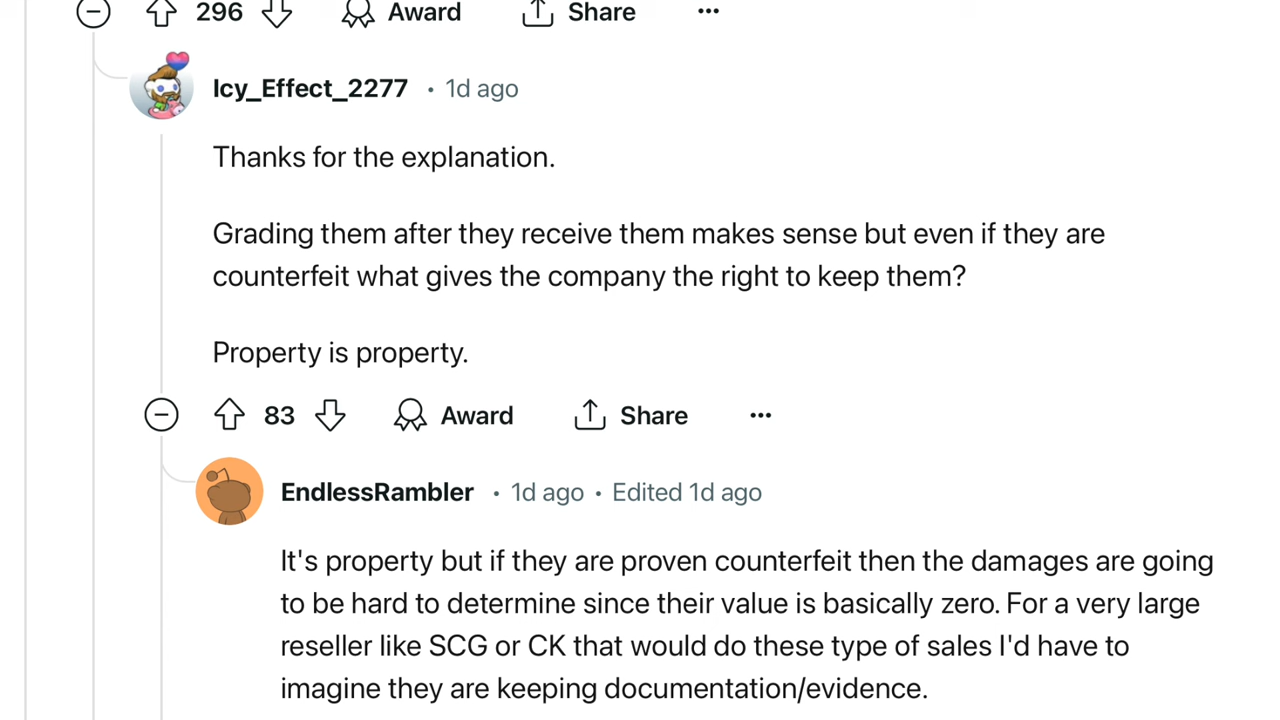 296 Award Share ...
Icy_Effect_2277 • 1d ago
Thanks for the explanation.
Grading them after they receive them makes sense but even if they are
counterfeit what gives the company the right to keep them?
Property is property.
83 Award Share ...
EndlessRambler • 1d ago • Edited 1d ago
It's property but if they are proven counterfeit then the damages are going
to be hard to determine since their value is basically zero. For a very large
reseller like SCG or CK that would do these type of sales I'd have to
imagine they are keeping documentation/evidence.